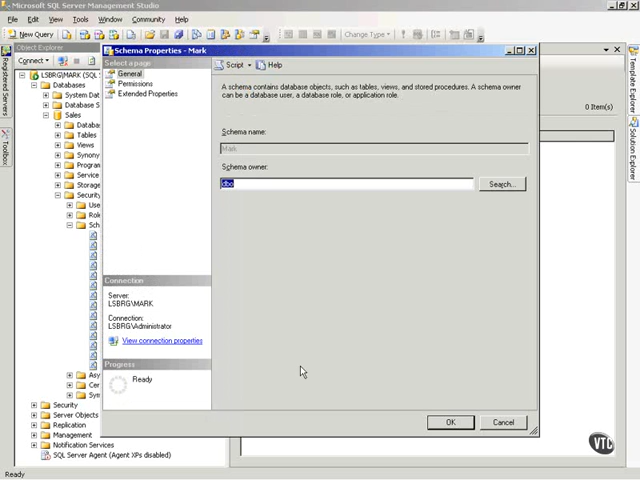 Microsoft SQL Server Management Studio
File Edit View Tools Window Community Help
New Query Change Type
Object Explorer
Connect
LSBRG\MARK (SQL
Databases
System Dat
Database S
Sales
Databas
Tables
Views
Synony
Program
Service
Storage
Security
Use
Role
Sch
Asy
Cer
Sym
Security
Server Objects
Replication
Management
Notification Services
SQL Server Agent (Agent XPs disabled)
Registered Servers
Toolbox
Schema Properties - Mark
Select a page
General
Permissions
Extended Properties
Script Help
A schema contains database objects, such as tables, views, and stored procedures. A schema owner
can be a database user, a database role, or application role.
Schema name:
Mark
Schema owner:
dbo
Search...
Connection
Server:
LSBRG\MARK
Connection:
LSBRG\Administrator
View connection properties
Progress
Ready
OK Cancel
0 Item(s)
Template Explorer
Solution Explorer
VTC
Ready